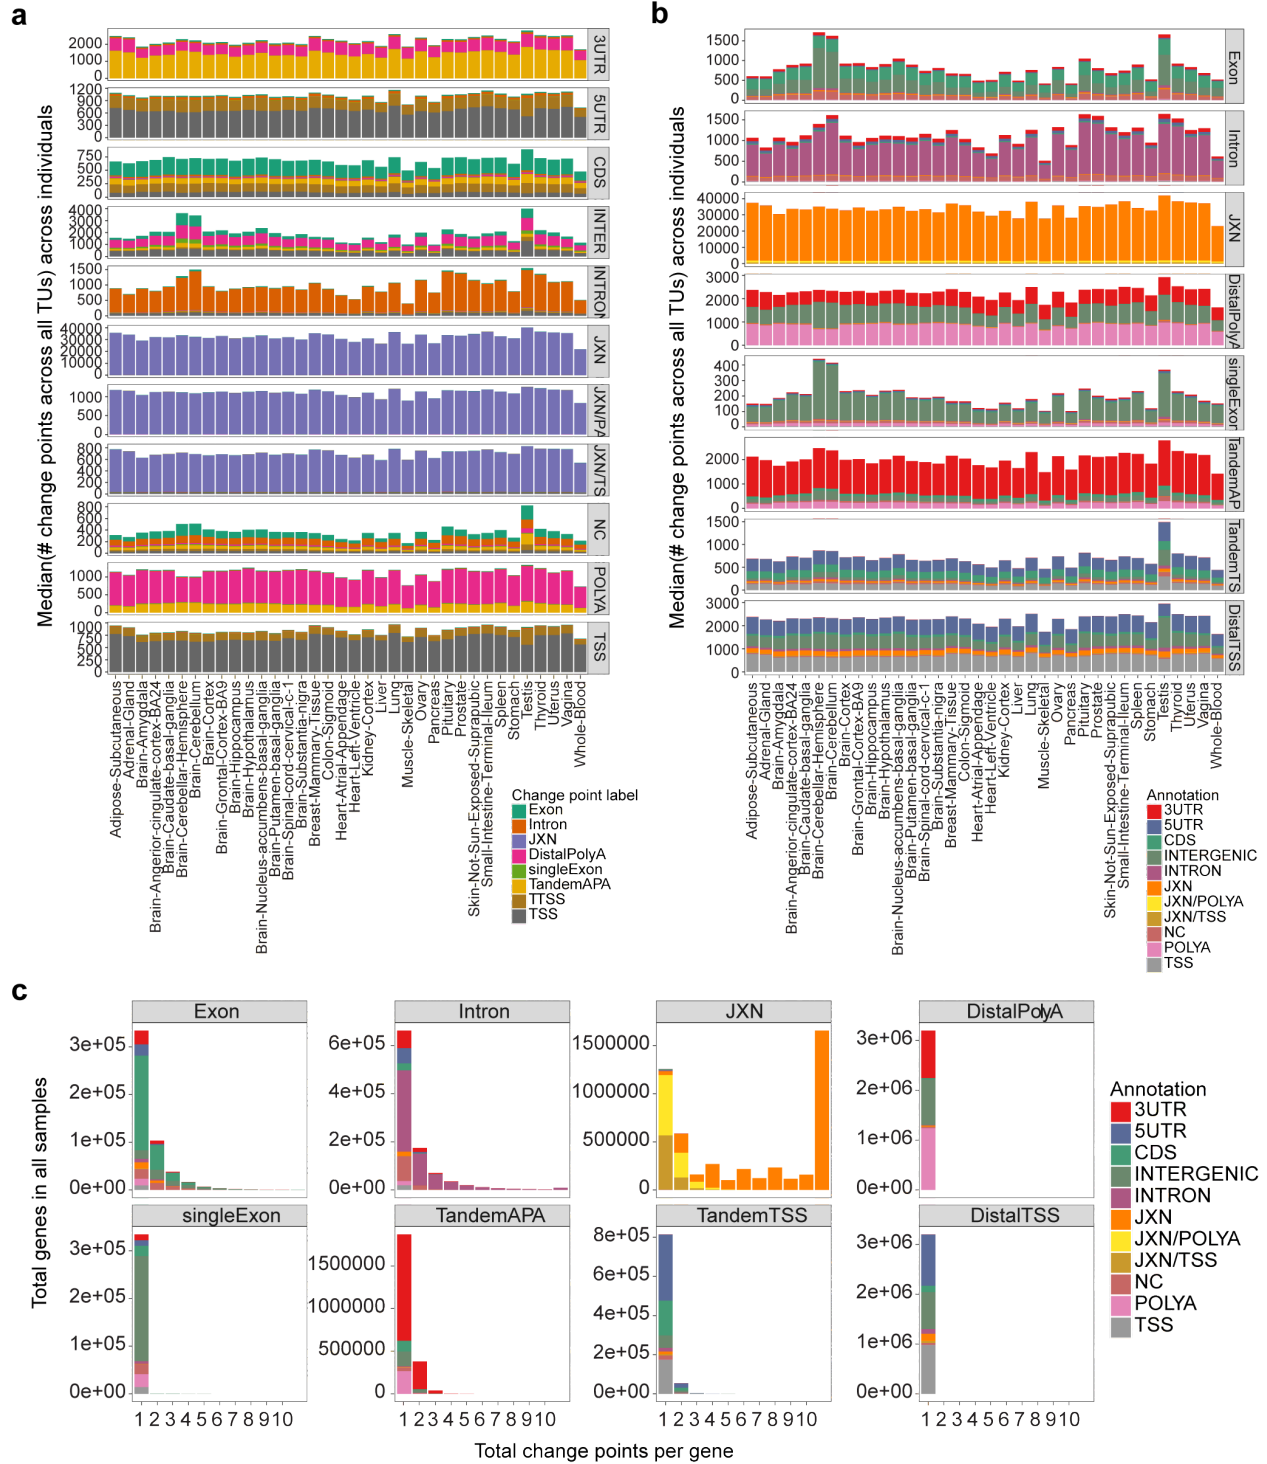 a
Median(# change points across all TUs) across individuals
2000
1000
0
3UTR
1200
900
600
300
0
5UTR
750
500
250
0
CDS
4000
3000
2000
1000
0
INTER
1500
1000
500
0
INTRON
40000
30000
20000
10000
0
JXN
1000
500
0
JXN/PA
800
600
400
200
0
JXN/TS
800
600
400
200
0
NC
1000
500
0
POLYA
1000
750
500
250
0
TSS
Adipose-Subcutaneous
Adrenal-Gland
Brain-Amygdala
Brain-Angerior-cingulate-cortex-BA24
Brain-Caudate-basal-ganglia
Brain-Cerebellar-Hemisphere
Brain-Cerebellum
Brain-Cortex
Brain-Grontal-Cortex-BA9
Brain-Hippocampus
Brain-Hypothalamus
Brain-Nucleus-accumbens-basal-ganglia
Brain-Putamen-basal-ganglia
Brain-Spinal-cord-cervical-c-1
Brain-Substantia-nigra
Breast-Mammary-Tissue
Colon-Sigmoid
Heart-Atrial-Appendage
Heart-Left-Ventricle
Kidney-Cortex
Liver
Lung
Muscle-Skeletal
Ovary
Pancreas
Pituitary
Prostate
Skin-Not-Sun-Exposed-Suprapubic
Small-Intestine-Terminal-Ileum
Spleen
Stomach
Testis
Thyroid
Uterus
Vagina
Whole-Blood
Change point label
Exon
Intron
JXN
DistalPolyA
singleExon
TandemAPA
TTSS
TSS
b
Median(# change points across all TUs) across individuals
1500
1000
500
0
Exon
1500
1000
500
0
Intron
40000
30000
20000
10000
0
JXN
3000
2000
1000
0
DistalPolyA
400
300
200
100
0
singleExon
2000
1000
0
TandemAP
1500
1000
500
0
TandemTS
3000
2000
1000
0
DistalTSS
Adipose-Subcutaneous
Adrenal-Gland
Brain-Amygdala
Brain-Angerior-cingulate-cortex-BA24
Brain-Caudate-basal-ganglia
Brain-Cerebellar-Hemisphere
Brain-Cerebellum
Brain-Cortex
Brain-Grontal-Cortex-BA9
Brain-Hippocampus
Brain-Hypothalamus
Brain-Nucleus-accumbens-basal-ganglia
Brain-Putamen-basal-ganglia
Brain-Spinal-cord-cervical-c-1
Brain-Substantia-nigra
Breast-Mammary-Tissue
Colon-Sigmoid
Heart-Atrial-Appendage
Heart-Left-Ventricle
Kidney-Cortex
Liver
Lung
Muscle-Skeletal
Ovary
Pancreas
Pituitary
Prostate
Skin-Not-Sun-Exposed-Suprapubic
Small-Intestine-Terminal-Ileum
Spleen
Stomach
Testis
Thyroid
Uterus
Vagina
Whole-Blood
Annotation
3UTR
5UTR
CDS
INTERGENIC
INTRON
JXN
JXN/POLYA
JXN/TSS
NC
POLYA
TSS
c
Total genes in all samples
Exon
3e+05
2e+05
1e+05
0e+00
Intron
6e+05
4e+05
2e+05
0e+00
JXN
1500000
1000000
500000
0
DistalPolyA
3e+06
2e+06
1e+06
0e+00
singleExon
3e+05
2e+05
1e+05
0e+00
1 2 3 4 5 6 7 8 9 10
TandemAPA
1500000
1000000
500000
0
1 2 3 4 5 6 7 8 9 10
TandemTSS
8e+05
6e+05
4e+05
2e+05
0e+00
1 2 3 4 5 6 7 8 9 10
DistalTSS
3e+06
2e+06
1e+06
0e+00
1 2 3 4 5 6 7 8 9 10
Total change points per gene
Annotation
3UTR
5UTR
CDS
INTERGENIC
INTRON
JXN
JXN/POLYA
JXN/TSS
NC
POLYA
TSS